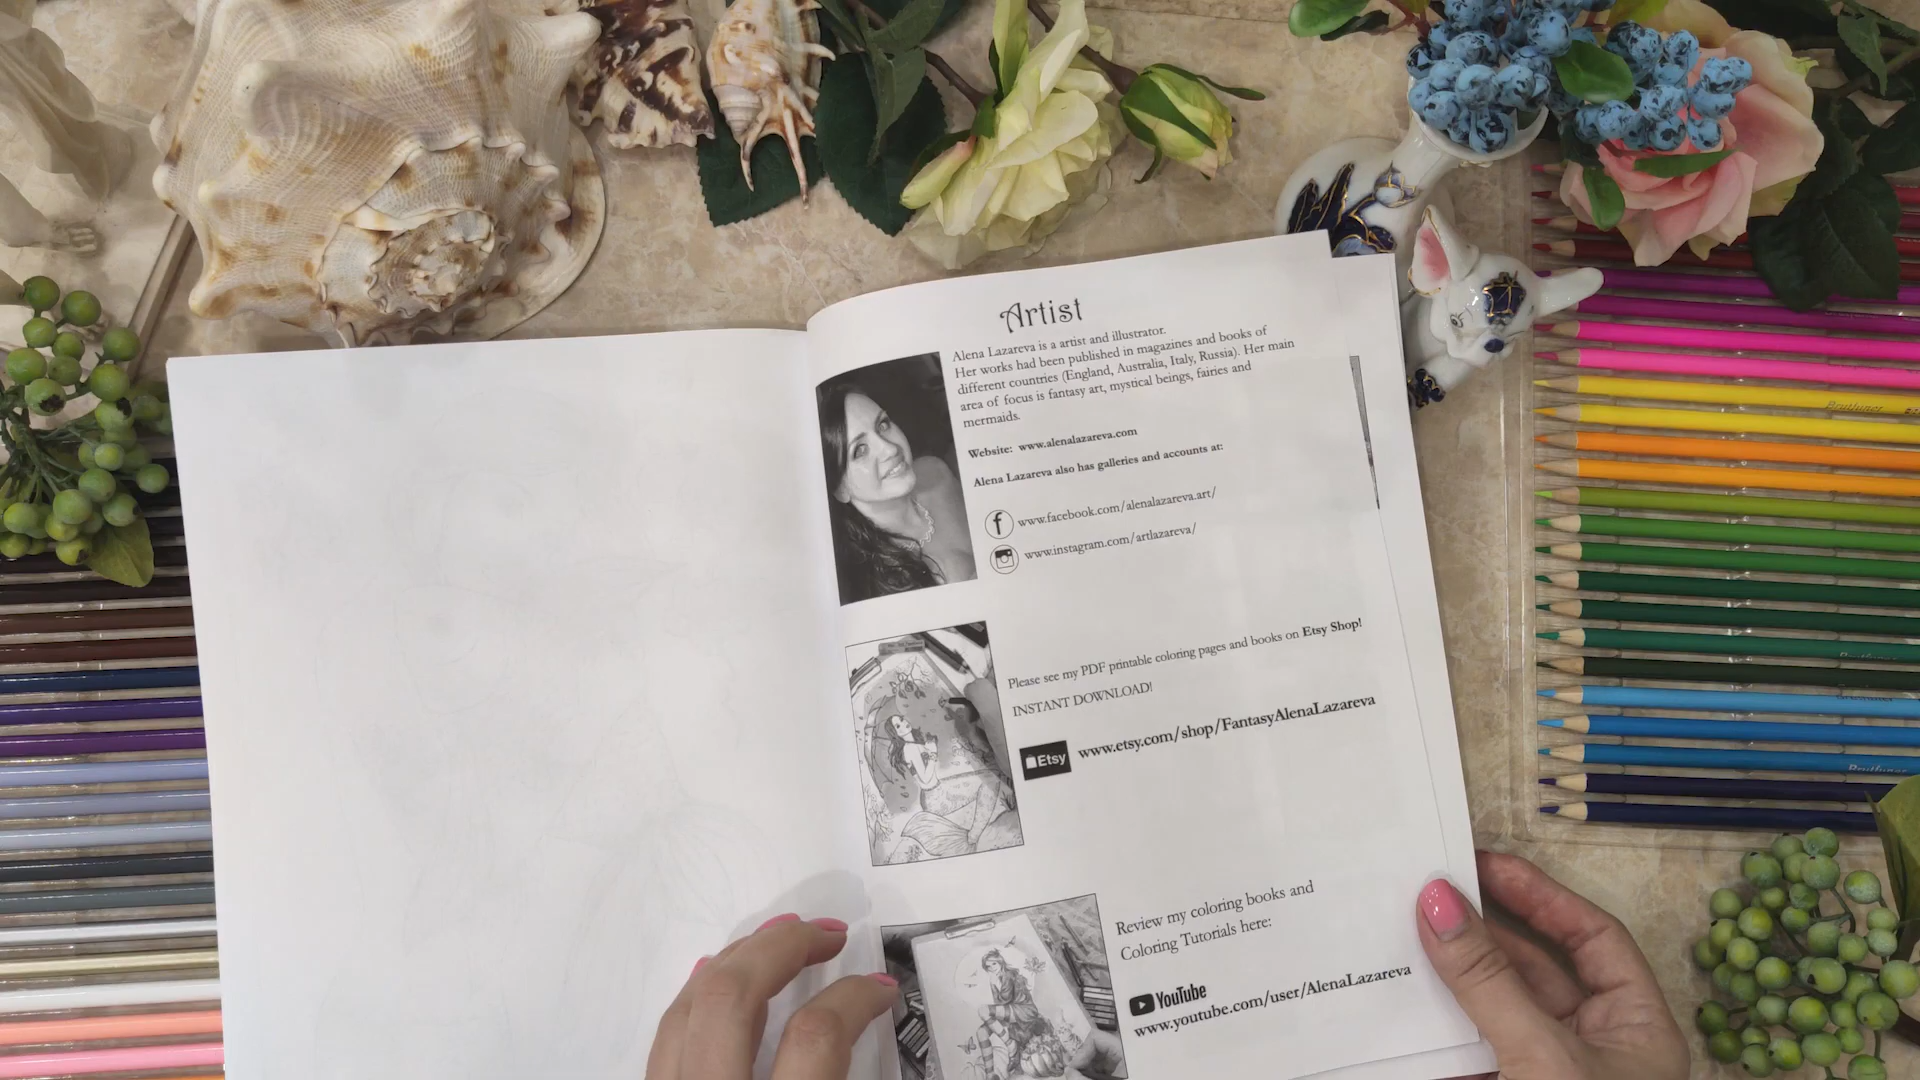 Artist
Alena Lazareva is a artist and illustrator.
Her works had been published in magazines and books of
different countries (England, Australia, Italy, Russia). Her main
area of focus is fantasy art, mystical beings, fairies and
mermaids.
Website: www.alenalazareva.com
Alena Lazareva also has galleries and accounts at:
f www.facebook.com/alenalazareva.art/
www.instagram.com/artlazareva/
Please see my PDF printable coloring pages and books on Etsy Shop!
INSTANT DOWNLOAD!
Etsy www.etsy.com/shop/FantasyAlenaLazareva
Review my coloring books and
Coloring Tutorials here:
YouTube
www.youtube.com/user/AlenaLazareva
Brutfuner